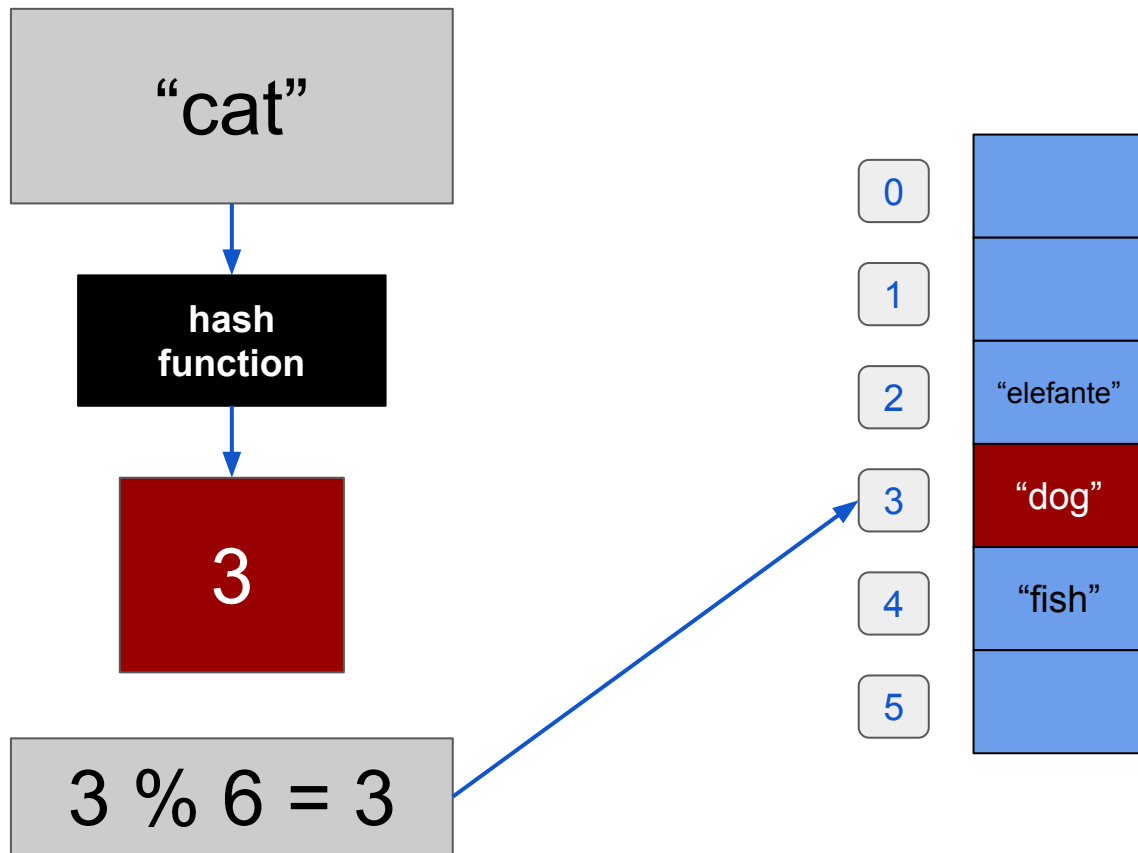 “cat”
hash
function
3
3 % 6 = 3
0
1
2
“elefante”
3
“dog”
4
“fish”
5